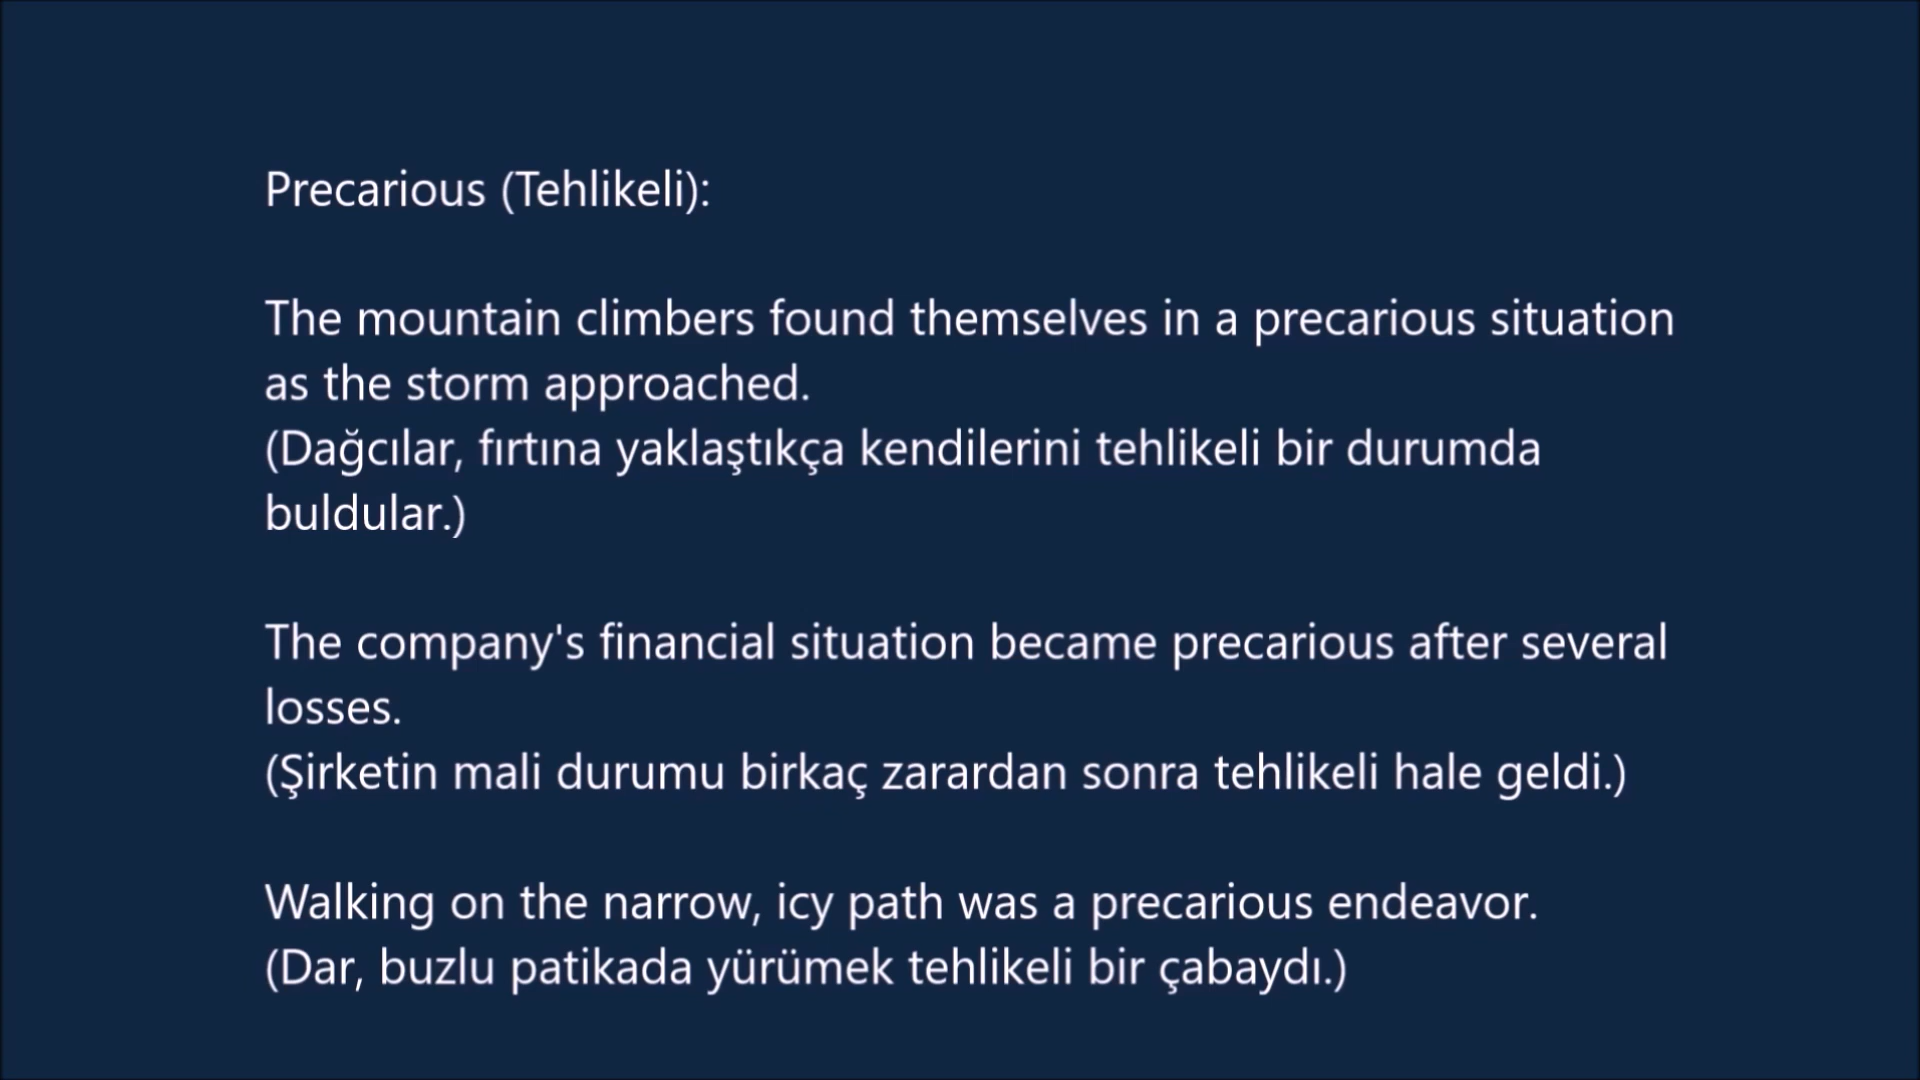 Precarious (Tehlikeli):
The mountain climbers found themselves in a precarious situation
as the storm approached.
(Dağcılar, fırtına yaklaştıkça kendilerini tehlikeli bir durumda
buldular.)
The company's financial situation became precarious after several
losses.
(Şirketin mali durumu birkaç zarardan sonra tehlikeli hale geldi.)
Walking on the narrow, icy path was a precarious endeavor.
(Dar, buzlu patikada yürümek tehlikeli bir çabaydı.)